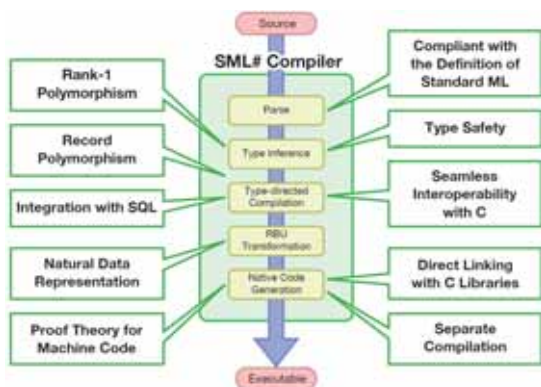 Source
SML# Compiler
Compliant with
the Definition of
Standard ML
Rank-1
Polymorphism
Parse
Type Safety
Type Inference
Record
Polymorphism
Seamless
Interoperability
with C
Type-directed
Compilation
Integration with SQL
RBU
Transformation
Natural Data
Representation
Direct Linking
with C Libraries
Native Code
Generation
Proof Theory for
Machine Code
Separate
Compilation
Executable